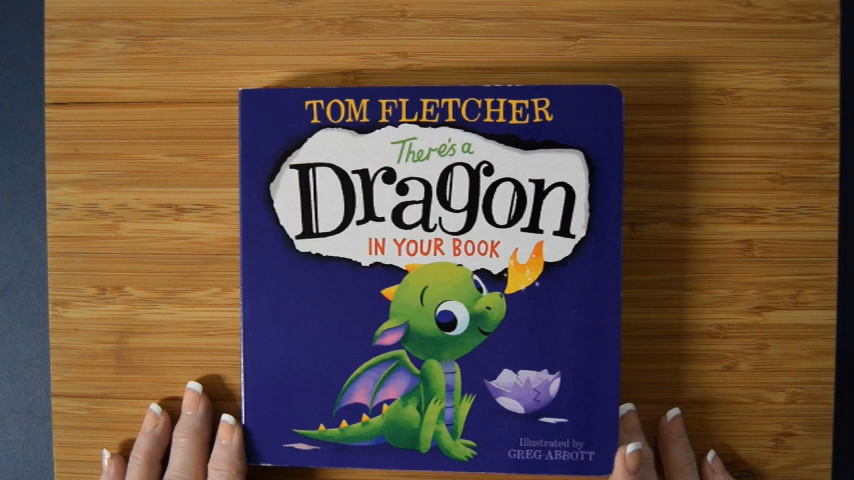 TOM FLETCHER
There's a
Dragon
IN YOUR BOOK
Illustrated by
GREG ABBOTT